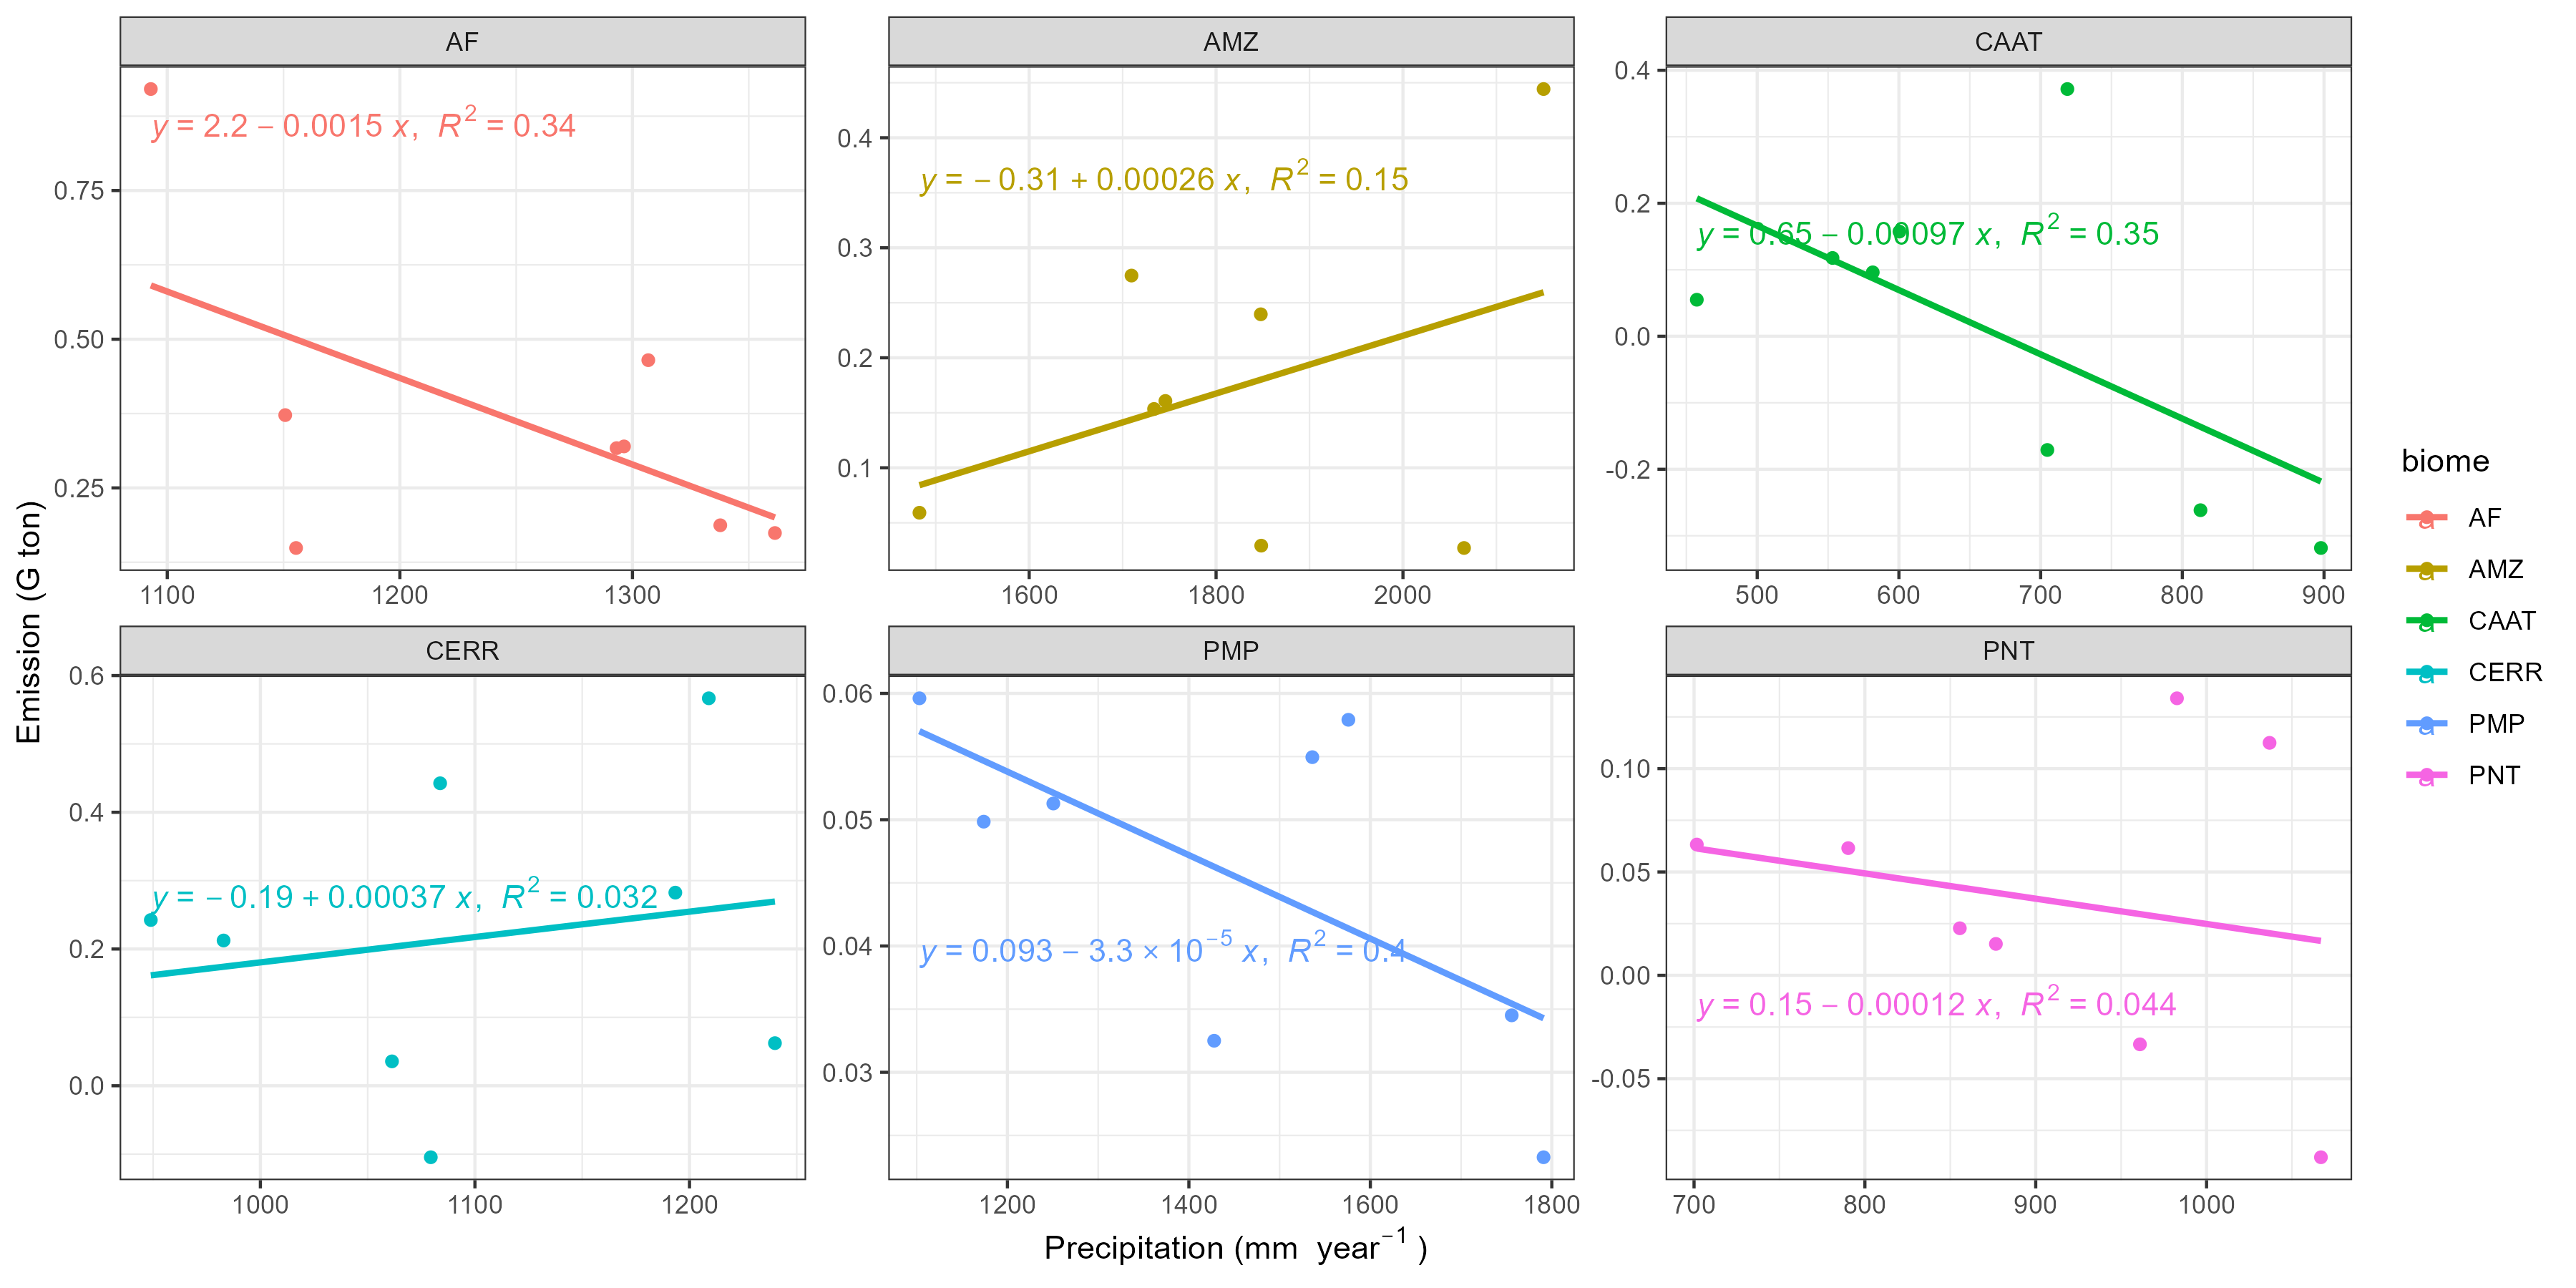 AF
AMZ
CAAT
y = 2.2 − 0.0015 x, R² = 0.34
y = − 0.31 + 0.00026 x, R² = 0.15
y = 0.65 − 0.00097 x, R² = 0.35
0.75
0.50
0.25
0.4
0.3
0.2
0.1
0.4
0.2
0.0
-0.2
1100 1200 1300
1600 1800 2000
500 600 700 800 900
CERR
PMP
PNT
y = − 0.19 + 0.00037 x, R² = 0.032
y = 0.093 − 3.3 × 10⁻⁵ x, R² = 0.4
y = 0.15 − 0.00012 x, R² = 0.044
0.6
0.4
0.2
0.0
0.06
0.05
0.04
0.03
0.10
0.05
0.00
-0.05
1000 1100 1200
1200 1400 1600 1800
700 800 900 1000
Emission (G ton)
Precipitation (mm year⁻¹ )
biome
a AF
a AMZ
a CAAT
a CERR
a PMP
a PNT